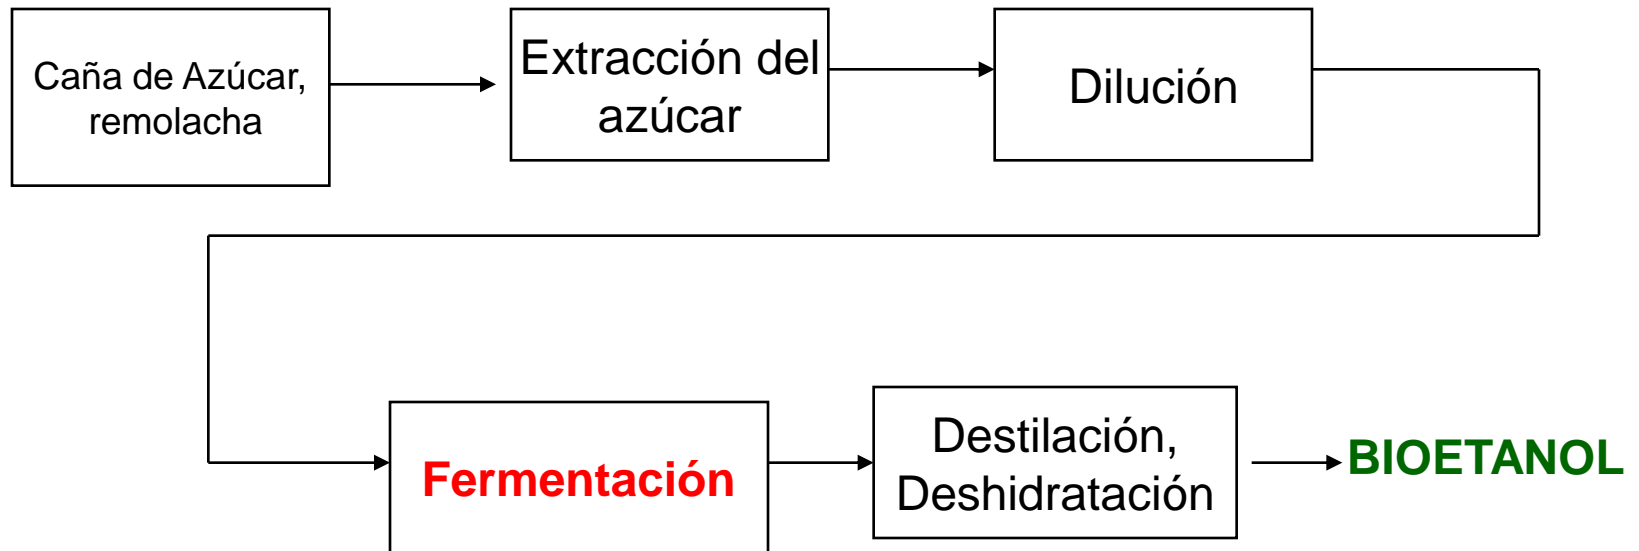 Caña de Azúcar,
remolacha
Extracción del
azúcar
Dilución
Fermentación
Destilación,
Deshidratación
BIOETANOL